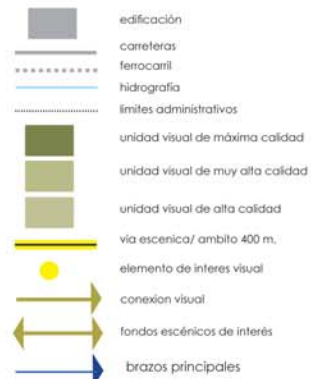 edificación
carreteras
ferrocarril
hidrografía
límites administrativos
unidad visual de máxima calidad
unidad visual de muy alta calidad
unidad visual de alta calidad
via escenica/ ambito 400 m.
elemento de interes visual
conexion visual
fondos escénicos de interés
brazos principales